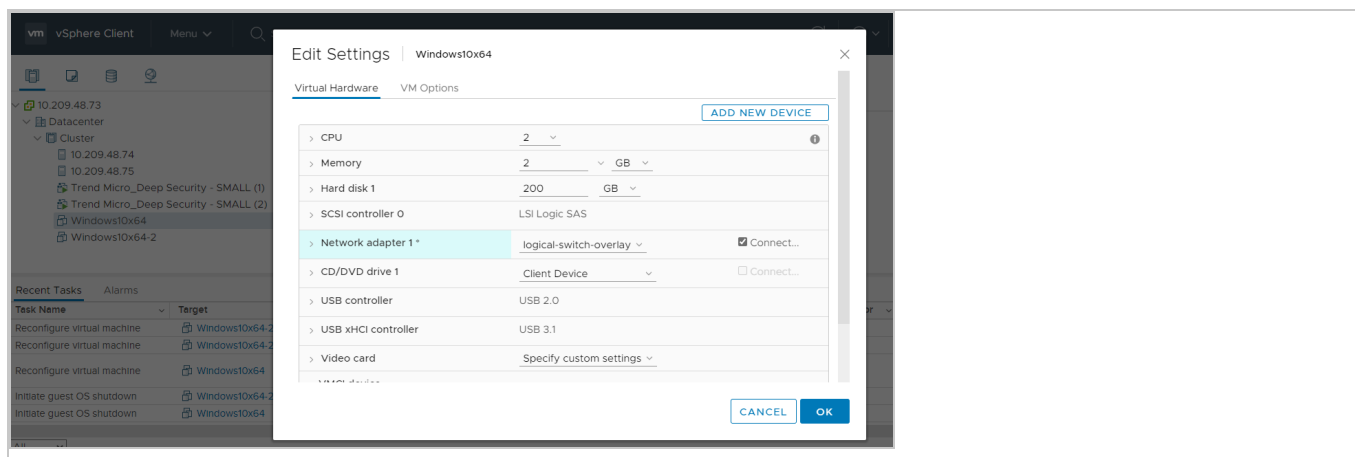 vm vSphere Client Menu
Edit Settings Windows10x64
Virtual Hardware VM Options
ADD NEW DEVICE
10.209.48.73
Datacenter
Cluster
10.209.48.74
10.209.48.75
Trend Micro_Deep Security - SMALL (1)
Trend Micro_Deep Security - SMALL (2)
Windows10x64
Windows10x64-2
CPU 2
Memory 2 GB
Hard disk 1 200 GB
SCSI controller 0 LSI Logic SAS
Network adapter 1 * logical-switch-overlay Connect...
CD/DVD drive 1 Client Device Connect...
USB controller USB 2.0
USB xHCI controller USB 3.1
Video card Specify custom settings
CANCEL OK
Recent Tasks Alarms
Task Name Target
Reconfigure virtual machine Windows10x64-2
Reconfigure virtual machine Windows10x64-2
Reconfigure virtual machine Windows10x64
Initiate guest OS shutdown Windows10x64-2
Initiate guest OS shutdown Windows10x64